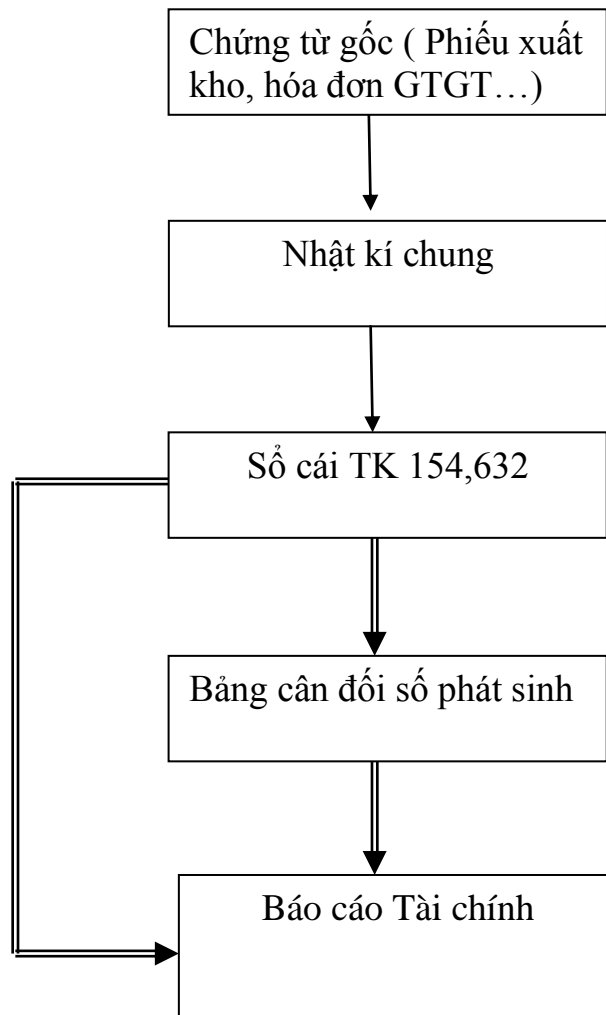 Chứng từ gốc ( Phiếu xuất
kho, hóa đơn GTGT…)
Nhật kí chung
Sổ cái TK 154,632
Bảng cân đối số phát sinh
Báo cáo Tài chính